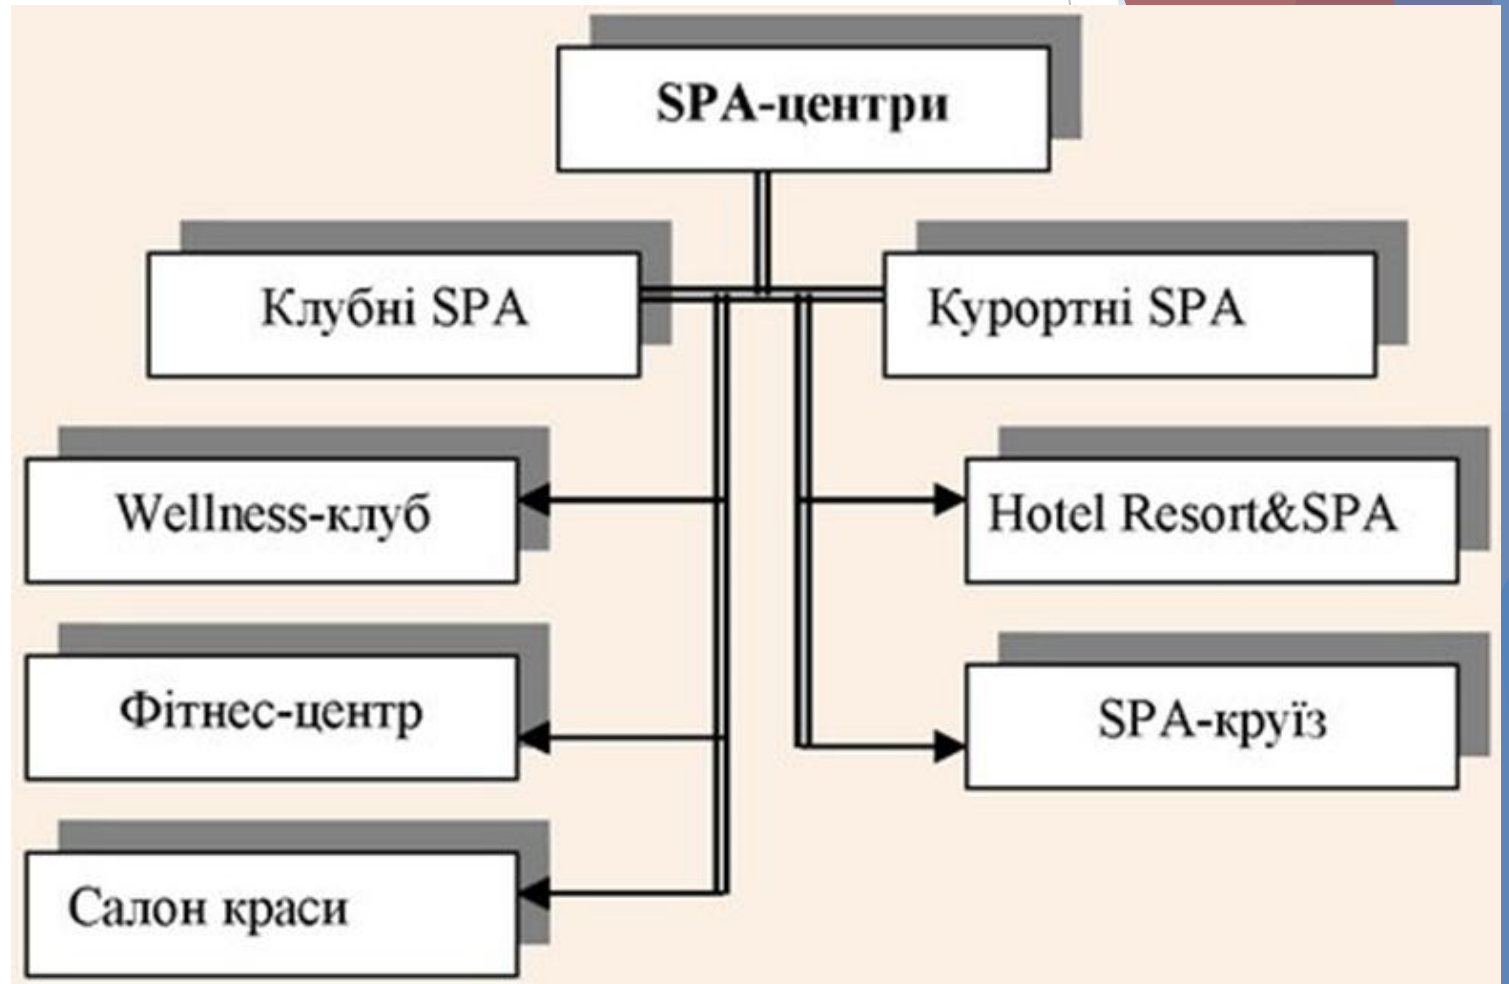 SPA-центри
Клубні SPA
Курортні SPA
Wellness-клуб
Hotel Resort&SPA
Фітнес-центр
SPA-круїз
Салон краси